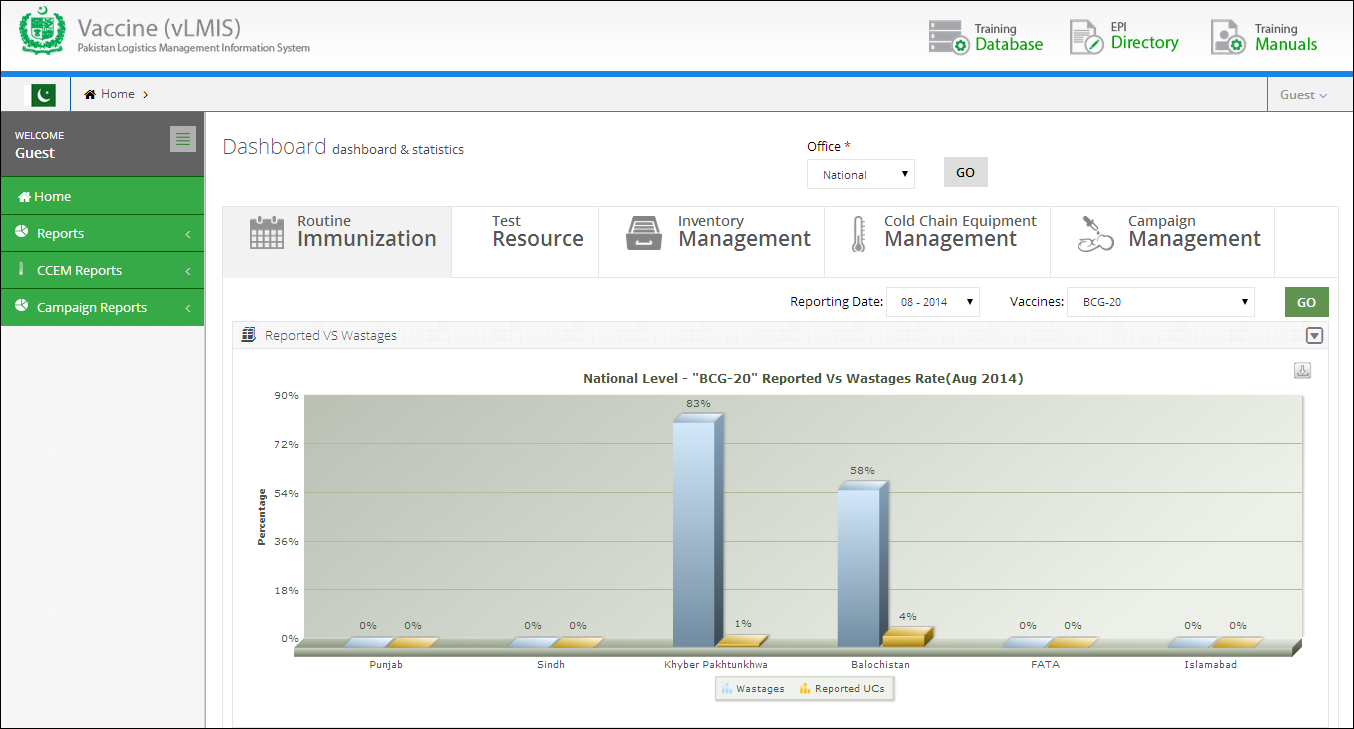 Vaccine (vLMIS)
Pakistan Logistics Management Information System
Training
Database
EPI
Directory
Training
Manuals
Home
Guest
WELCOME
Guest
Home
Reports
CCEM Reports
Campaign Reports
Dashboard dashboard & statistics
Office *
National
GO
Routine
Immunization
Test
Resource
Inventory
Management
Cold Chain Equipment
Management
Campaign
Management
Reporting Date: 08 - 2014 Vaccines: BCG-20 GO
Reported VS Wastages
National Level - "BCG-20" Reported Vs Wastages Rate(Aug 2014)
Percentage
90%
72%
54%
36%
18%
0%
0% 0% 0% 0% 83% 1% 58% 4% 0% 0% 0% 0%
Punjab Sindh Khyber Pakhtunkhwa Balochistan FATA Islamabad
Wastages Reported UCs